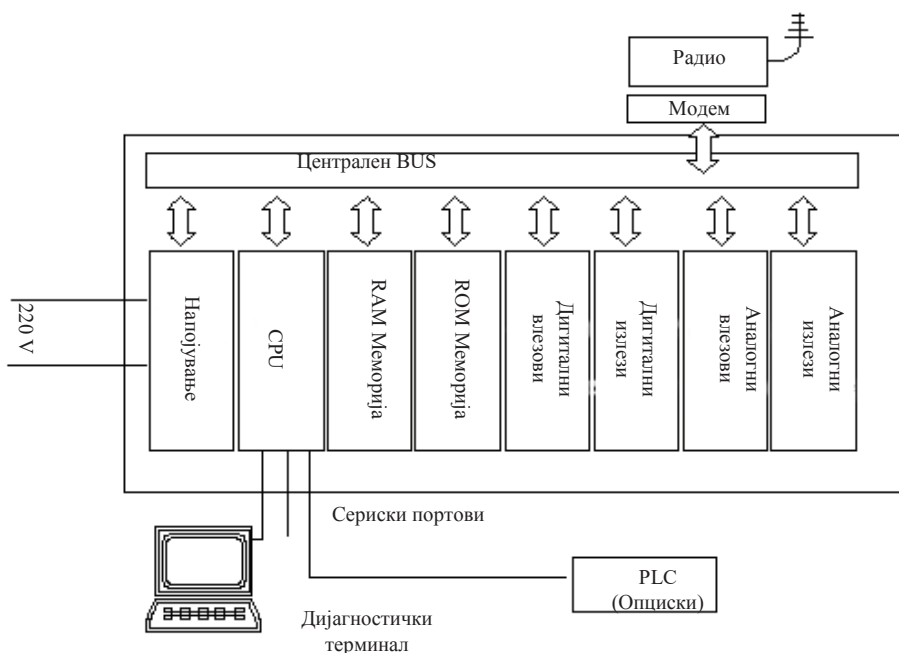 Радио
Модем
Централен BUS
220 V
Напојување
CPU
RAM Меморија
ROM Меморија
Дигитални
влезови
Дигитални
излези
Аналогни
влезови
Аналогни
излези
Сериски портови
PLC
(Опциски)
Дијагностички
терминал